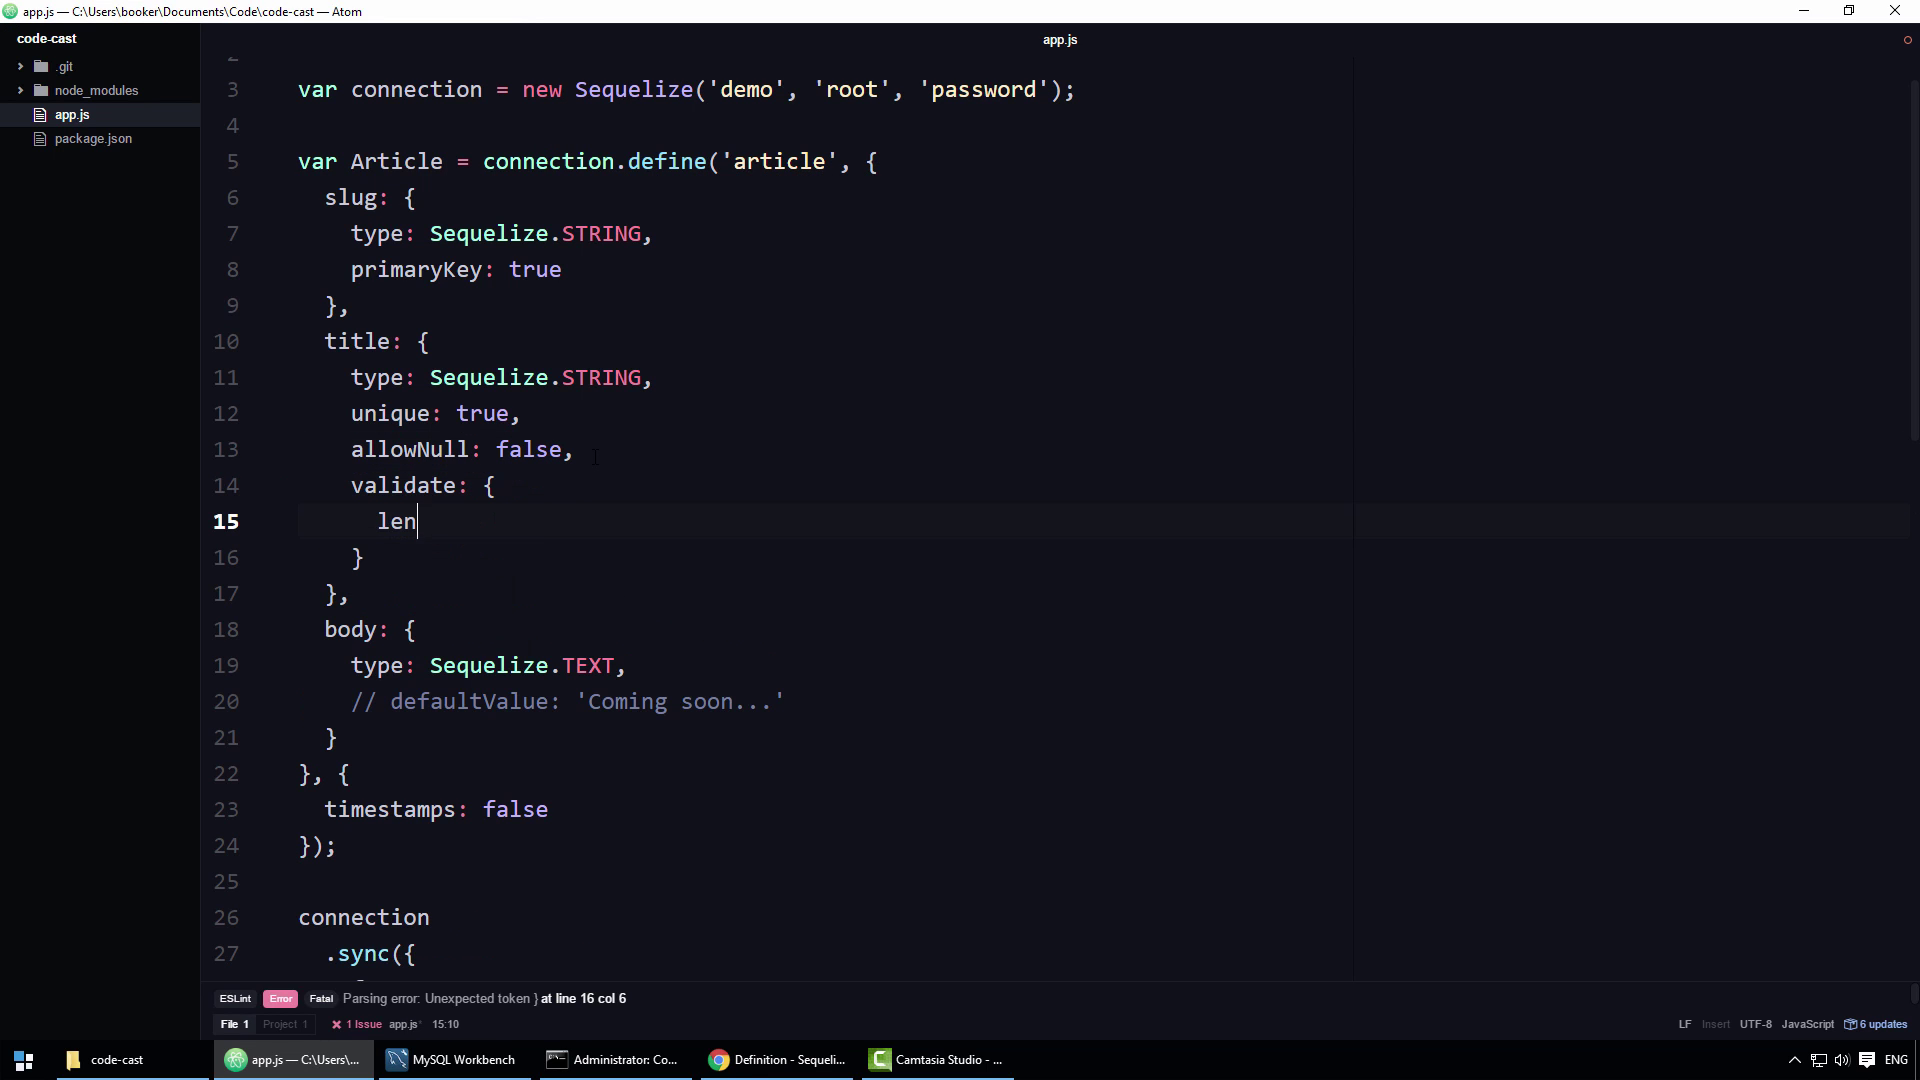 app.js — C:\Users\booker\Documents\Code\code-cast — Atom
code-cast
.git
node_modules
app.js
package.json
app.js
2
3 var connection = new Sequelize('demo', 'root', 'password');
4
5 var Article = connection.define('article', {
6 slug: {
7 type: Sequelize.STRING,
8 primaryKey: true
9 },
10 title: {
11 type: Sequelize.STRING,
12 unique: true,
13 allowNull: false,
14 validate: {
15 len
16 }
17 },
18 body: {
19 type: Sequelize.TEXT,
20 // defaultValue: 'Coming soon...'
21 }
22 }, {
23 timestamps: false
24 });
25
26 connection
27 .sync({
ESLint Error Fatal Parsing error: Unexpected token } at line 16 col 6
File 1 Project 1 1 Issue app.js* 15:10 LF Insert UTF-8 JavaScript 6 updates
code-cast app.js — C:\Users\... MySQL Workbench Administrator: Co... Definition - Sequeli... Camtasia Studio - ... ENG